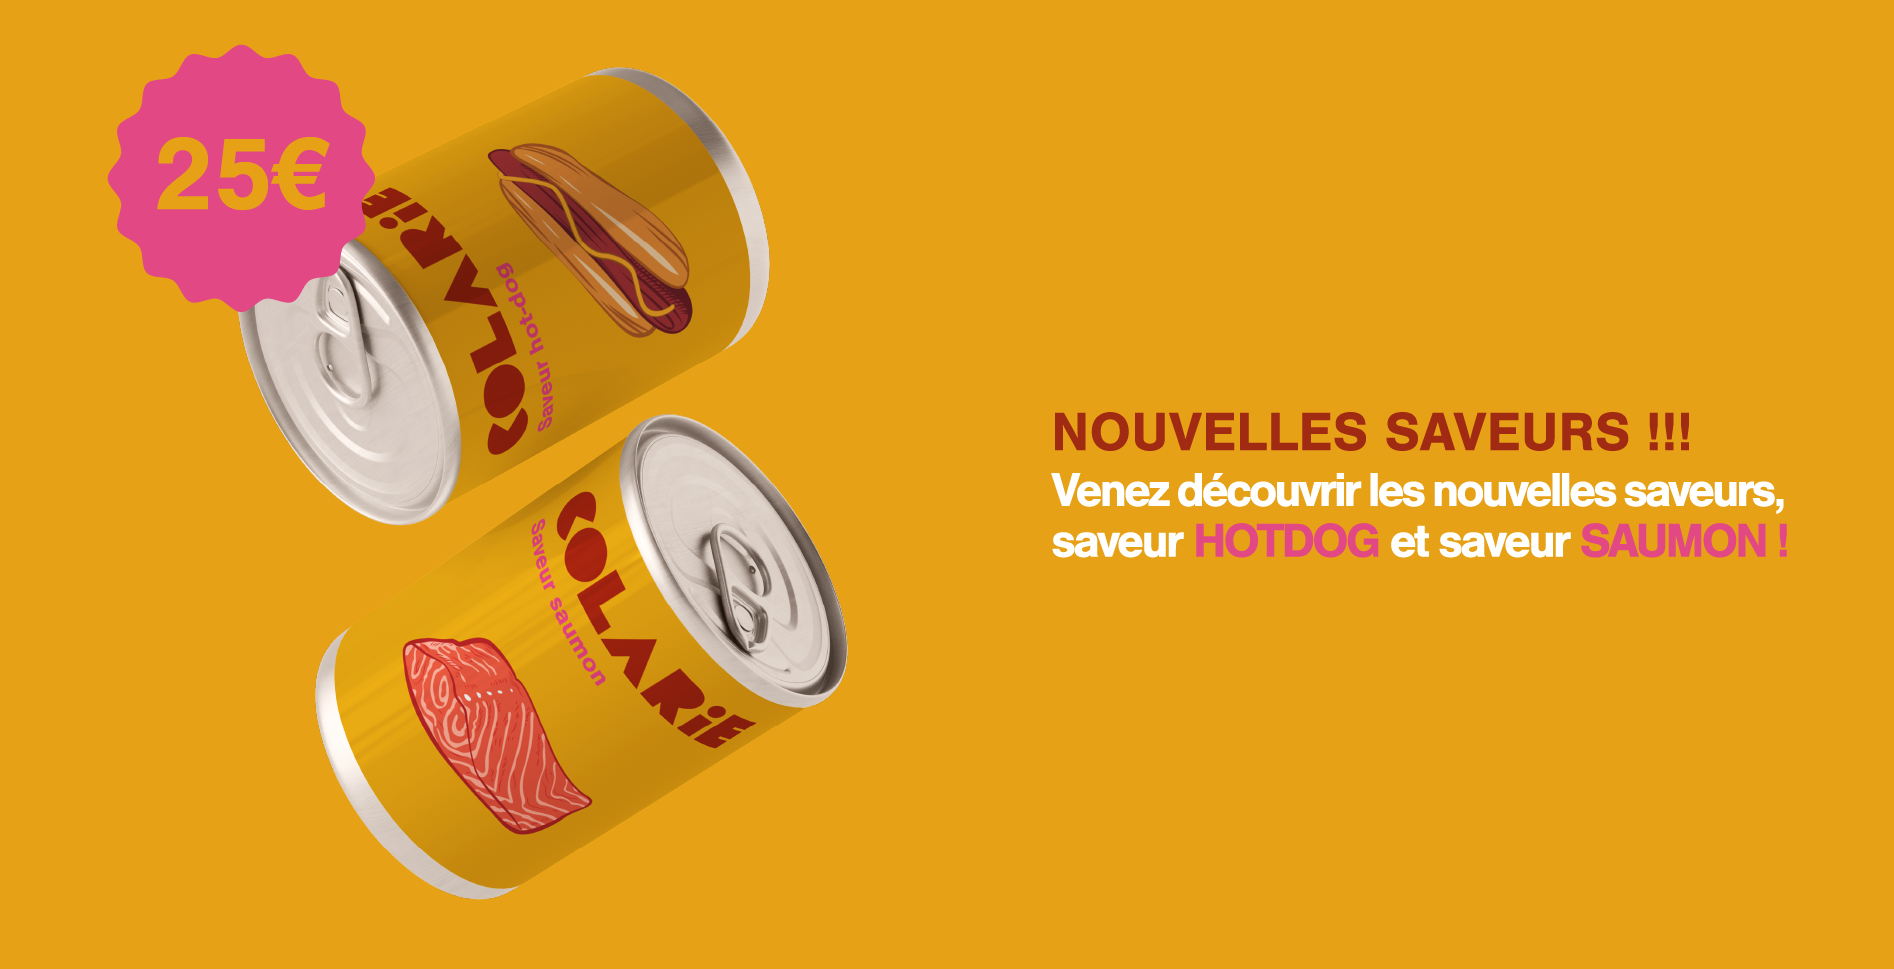 25€
COLARiE
Saveur hot-dog
COLARiE
Saveur saumon
NOUVELLES SAVEURS !!!
Venez découvrir les nouvelles saveurs,
saveur HOTDOG et saveur SAUMON !